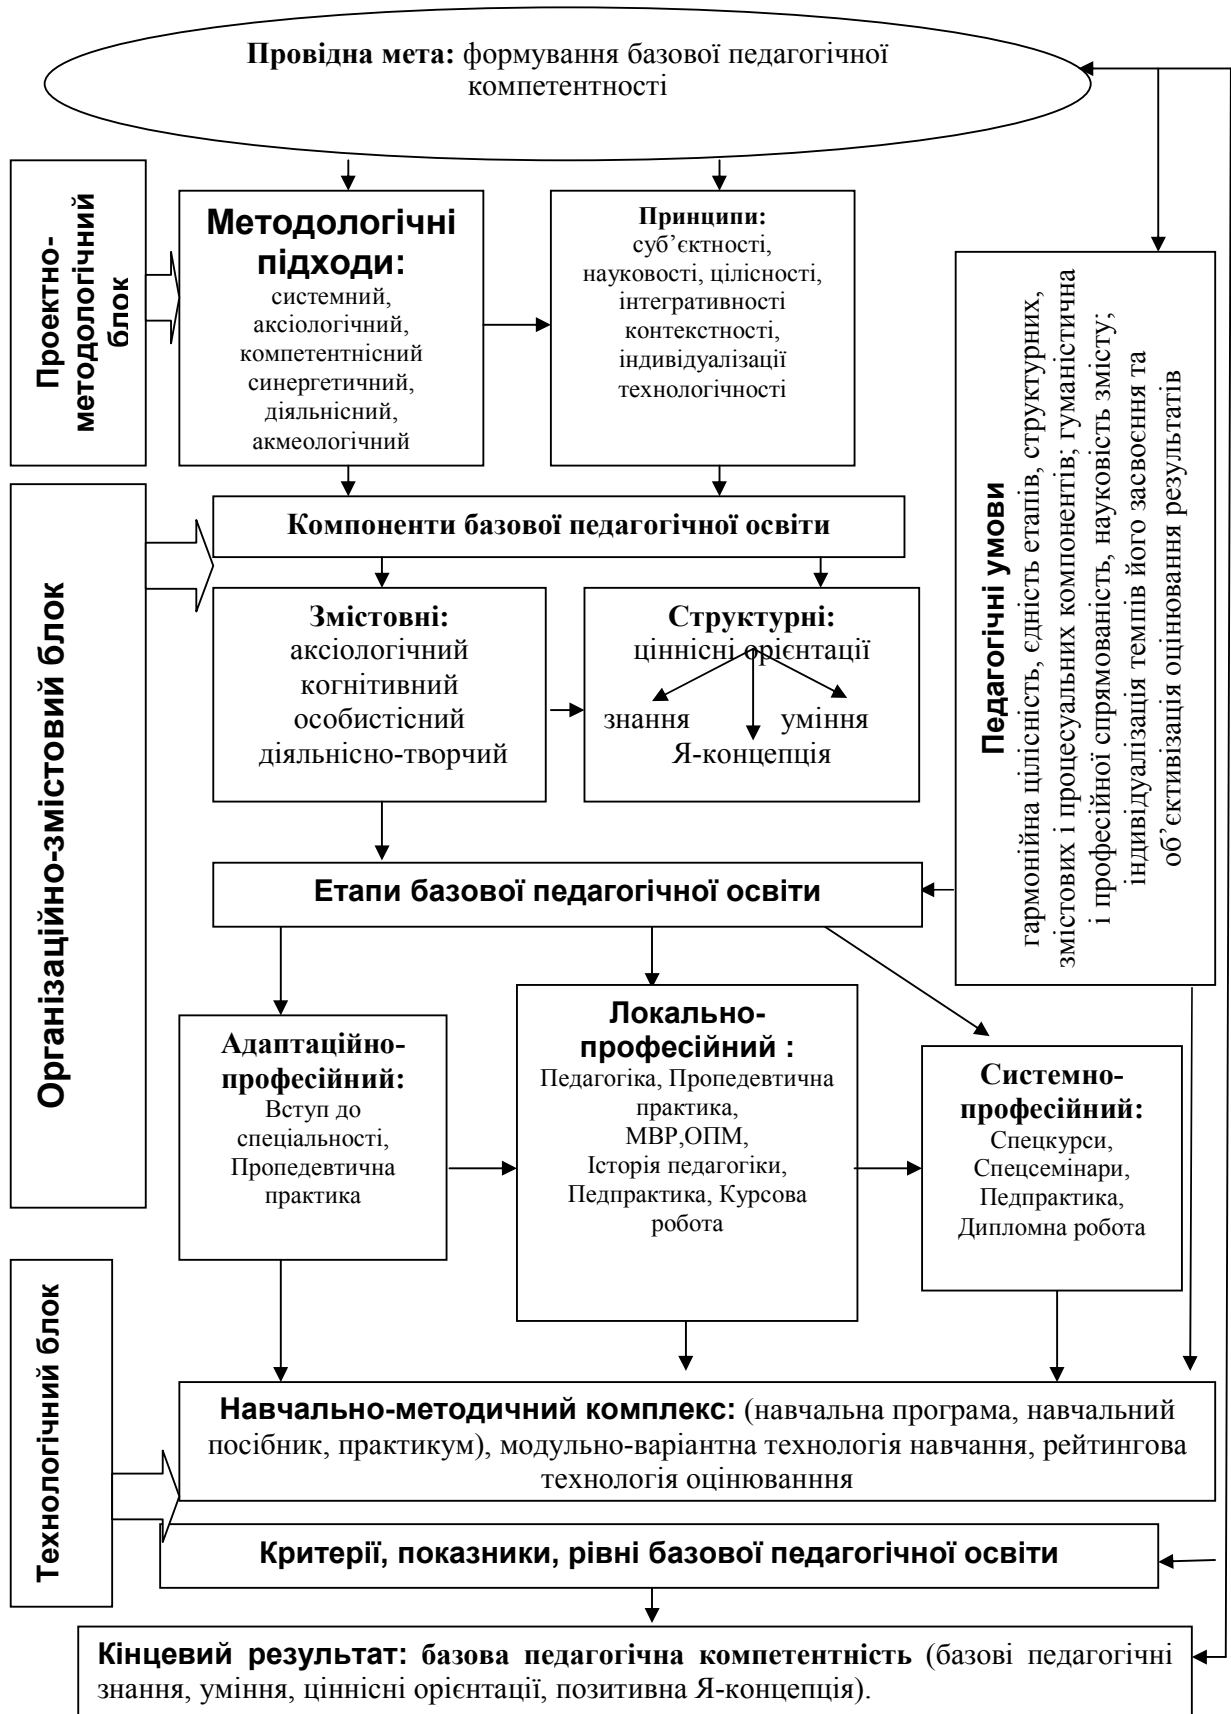 Провідна мета: формування базової педагогічної
компетентності
Проектно-
методологічний
блок
Методологічні
підходи:
системний,
аксіологічний,
компетентнісний
синергетичний,
діяльнісний,
акмеологічний
Принципи:
суб’єктності,
науковості, цілісності,
інтегративності
контекстності,
індивідуалізації
технологічності
Педагогічні умови
гармонійна цілісність, єдність етапів, структурних,
змістових і процесуальних компонентів; гуманістична
і професійної спрямованість, науковість змісту;
індивідуалізація темпів його засвоєння та
об’єктивізація оцінювання результатів
Організаційно-змістовий блок
Компоненти базової педагогічної освіти
Змістовні:
аксіологічний
когнітивний
особистісний
діяльнісно-творчий
Структурні:
ціннісні орієнтації
знання уміння
Я-концепція
Етапи базової педагогічної освіти
Адаптаційно-
професійний:
Вступ до
спеціальності,
Пропедевтична
практика
Локально-
професійний :
Педагогіка, Пропедевтична
практика,
МВР,ОПМ,
Історія педагогіки,
Педпрактика, Курсова
робота
Системно-
професійний:
Спецкурси,
Спецсемінари,
Педпрактика,
Дипломна робота
Технологічний блок
Навчально-методичний комплекс: (навчальна програма, навчальний
посібник, практикум), модульно-варіантна технологія навчання, рейтингова
технологія оцінюванння
Критерії, показники, рівні базової педагогічної освіти
Кінцевий результат: базова педагогічна компетентність (базові педагогічні
знання, уміння, ціннісні орієнтації, позитивна Я-концепція).